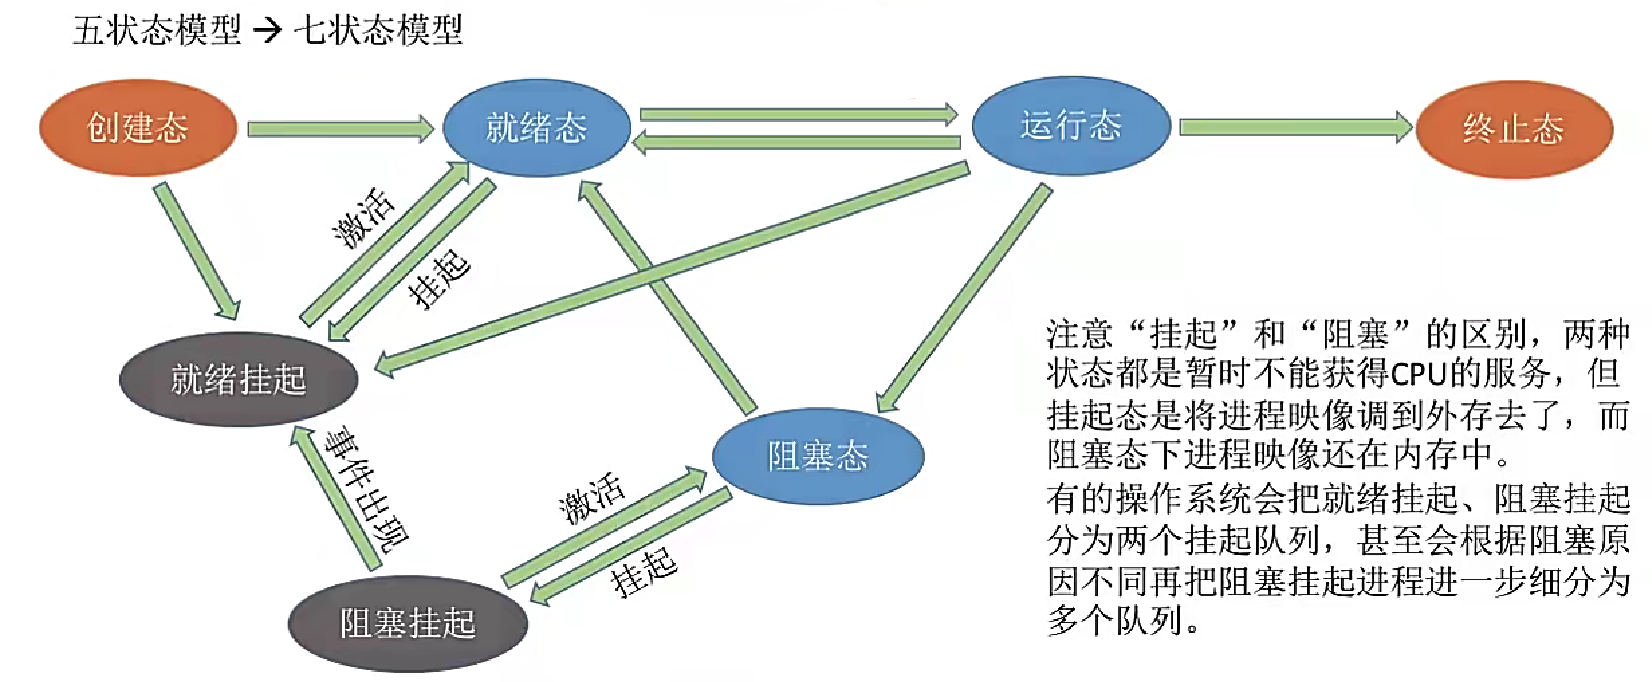 五状态模型 → 七状态模型
创建态
就绪态
运行态
终止态
激活
挂起
就绪挂起
事件出现
阻塞态
激活
挂起
阻塞挂起
注意“挂起”和“阻塞”的区别，两种
状态都是暂时不能获得CPU的服务，但
挂起态是将进程映像调到外存去了，而
阻塞态下进程映像还在内存中。
有的操作系统会把就绪挂起、阻塞挂起
分为两个挂起队列，甚至会根据阻塞原
因不同再把阻塞挂起进程进一步细分为
多个队列。